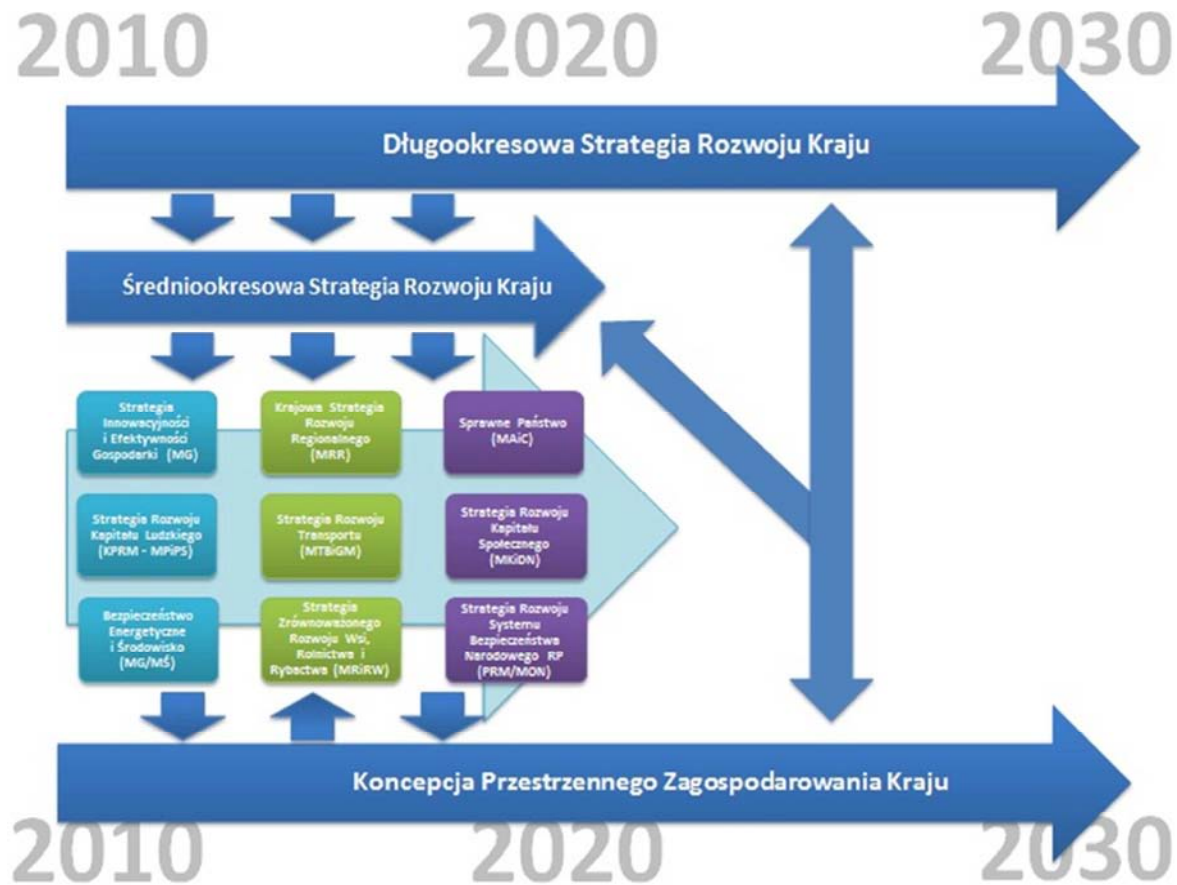 2010 2020 2030
Długookresowa Strategia Rozwoju Kraju
Średniookresowa Strategia Rozwoju Kraju
Strategia
Innowacyjności
i Efektywności
Gospodarki (MG)
Krajowa Strategia
Rozwoju
Regionalnego
(MRR)
Sprawne Państwo
(MAiC)
Strategia Rozwoju
Kapitału Ludzkiego
(KPRM - MPiPS)
Strategia Rozwoju
Transportu
(MTBiGM)
Strategia Rozwoju
Kapitału
Społecznego
(MKiDN)
Bezpieczeństwo
Energetyczne
i Środowisko
(MG/MŚ)
Strategia
Zrównoważonego
Rozwoju Wsi,
Rolnictwa i
Rybactwa (MRiRW)
Strategia Rozwoju
Systemu
Bezpieczeństwa
Narodowego RP
(PRM/MON)
Koncepcja Przestrzennego Zagospodarowania Kraju
2010 2020 2030